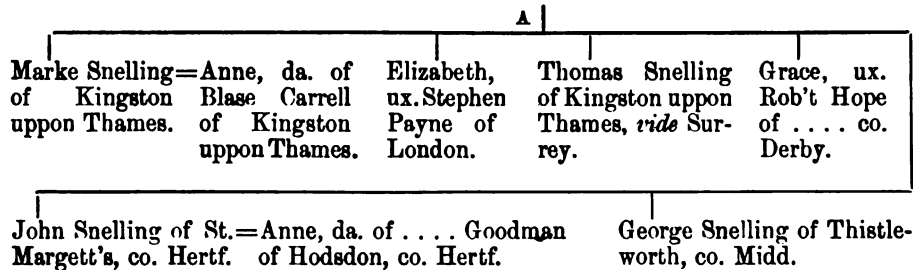 A
Marke Snelling=Anne, da. of
of Kingston Blase Carrell
uppon Thames. of Kingston
uppon Thames.
Elizabeth,
ux. Stephen
Payne of
London.
Thomas Snelling
of Kingston uppon
Thames, vide Sur-
rey.
Grace, ux.
Rob't Hope
of .... co.
Derby.
John Snelling of St.=Anne, da. of .... Goodman
Margett's, co. Hertf. of Hodsdon, co. Hertf.
George Snelling of Thistle-
worth, co. Midd.